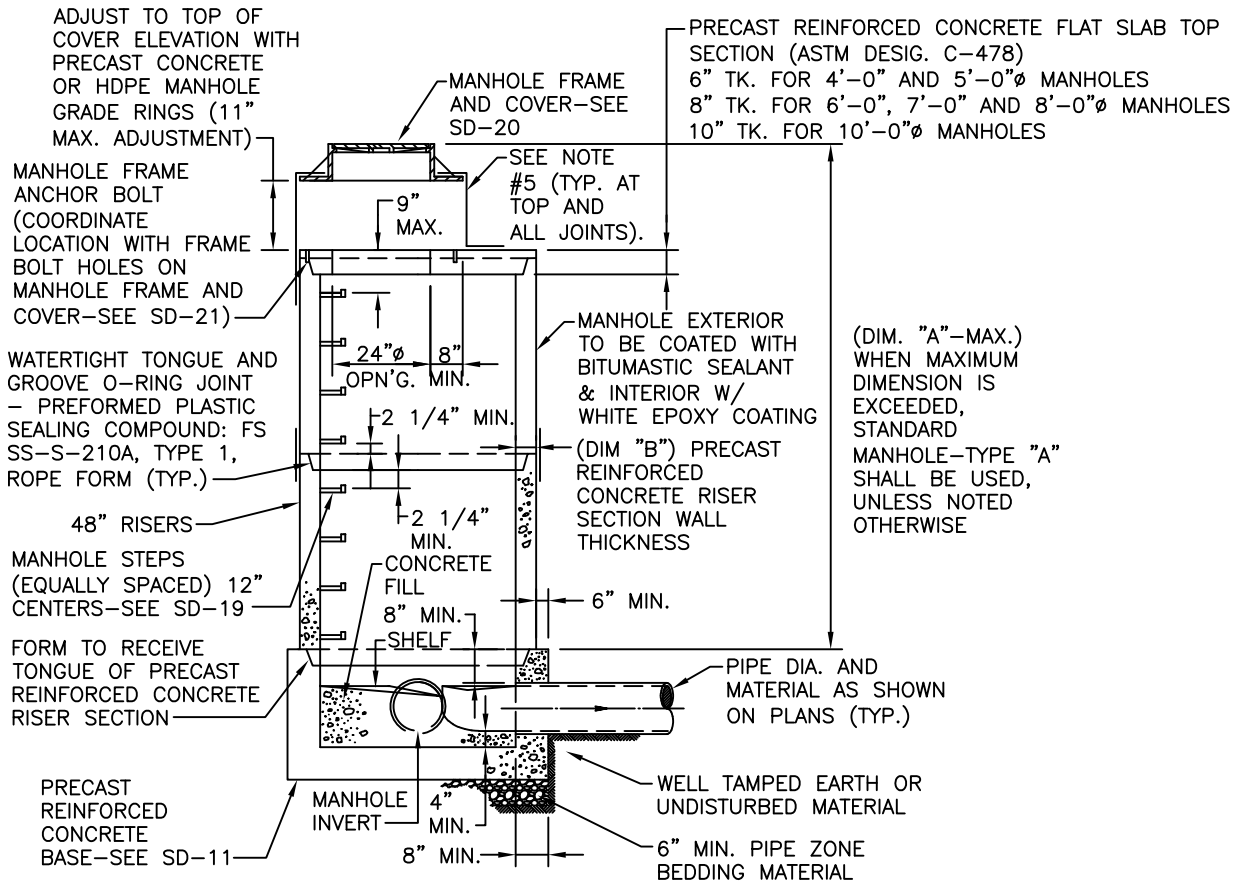 ADJUST TO TOP OF
COVER ELEVATION WITH
PRECAST CONCRETE
OR HDPE MANHOLE
GRADE RINGS (11"
MAX. ADJUSTMENT)
MANHOLE FRAME
ANCHOR BOLT
(COORDINATE
LOCATION WITH FRAME
BOLT HOLES ON
MANHOLE FRAME AND
COVER-SEE SD-21)
WATERTIGHT TONGUE AND
GROOVE O-RING JOINT
- PREFORMED PLASTIC
SEALING COMPOUND: FS
SS-S-210A, TYPE 1,
ROPE FORM (TYP.)
48" RISERS
MANHOLE STEPS
(EQUALLY SPACED) 12"
CENTERS-SEE SD-19
FORM TO RECEIVE
TONGUE OF PRECAST
REINFORCED CONCRETE
RISER SECTION
PRECAST
REINFORCED
CONCRETE
BASE-SEE SD-11
MANHOLE FRAME
AND COVER-SEE
SD-20
SEE NOTE
#5 (TYP. AT
TOP AND
ALL JOINTS).
9"
MAX.
24"ø
OPN'G.
8"
MIN.
2 1/4" MIN.
2 1/4"
MIN.
CONCRETE
FILL
8" MIN.
SHELF
MANHOLE
INVERT
4"
MIN.
8" MIN.
PRECAST REINFORCED CONCRETE FLAT SLAB TOP
SECTION (ASTM DESIG. C-478)
6" TK. FOR 4'-0" AND 5'-0"ø MANHOLES
8" TK. FOR 6'-0", 7'-0" AND 8'-0"ø MANHOLES
10" TK. FOR 10'-0"ø MANHOLES
MANHOLE EXTERIOR
TO BE COATED WITH
BITUMASTIC SEALANT
& INTERIOR W/
WHITE EPOXY COATING
(DIM "B") PRECAST
REINFORCED
CONCRETE RISER
SECTION WALL
THICKNESS
6" MIN.
(DIM. "A"-MAX.)
WHEN MAXIMUM
DIMENSION IS
EXCEEDED,
STANDARD
MANHOLE-TYPE "A"
SHALL BE USED,
UNLESS NOTED
OTHERWISE
PIPE DIA. AND
MATERIAL AS SHOWN
ON PLANS (TYP.)
WELL TAMPED EARTH OR
UNDISTURBED MATERIAL
6" MIN. PIPE ZONE
BEDDING MATERIAL